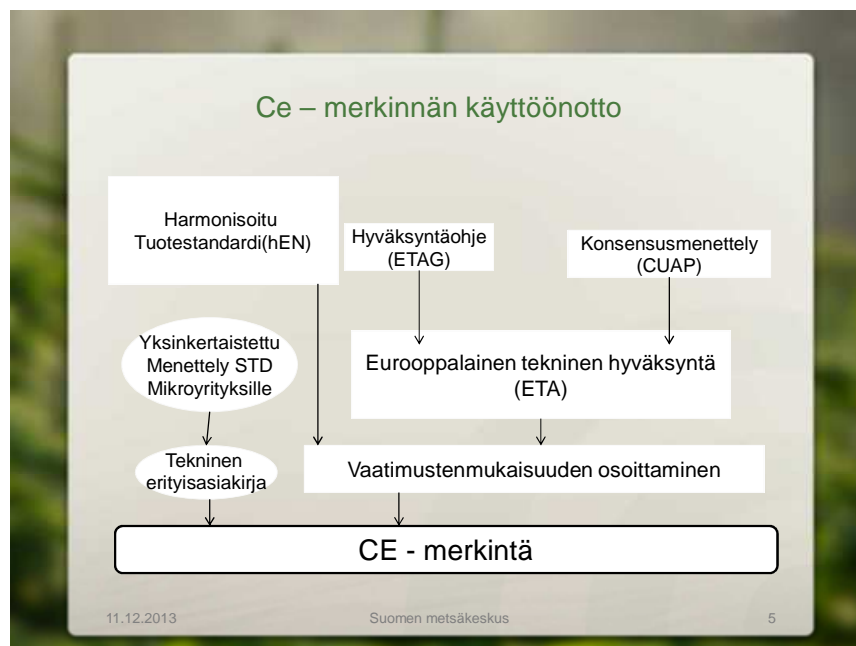 Ce – merkinnän käyttöönotto
Harmonisoitu
Tuotestandardi(hEN)
Hyväksyntäohje
(ETAG)
Konsensusmenettely
(CUAP)
Yksinkertaistettu
Menettely STD
Mikroyrityksille
Eurooppalainen tekninen hyväksyntä
(ETA)
Tekninen
erityisasiakirja
Vaatimustenmukaisuuden osoittaminen
CE - merkintä
11.12.2013
Suomen metsäkeskus
5